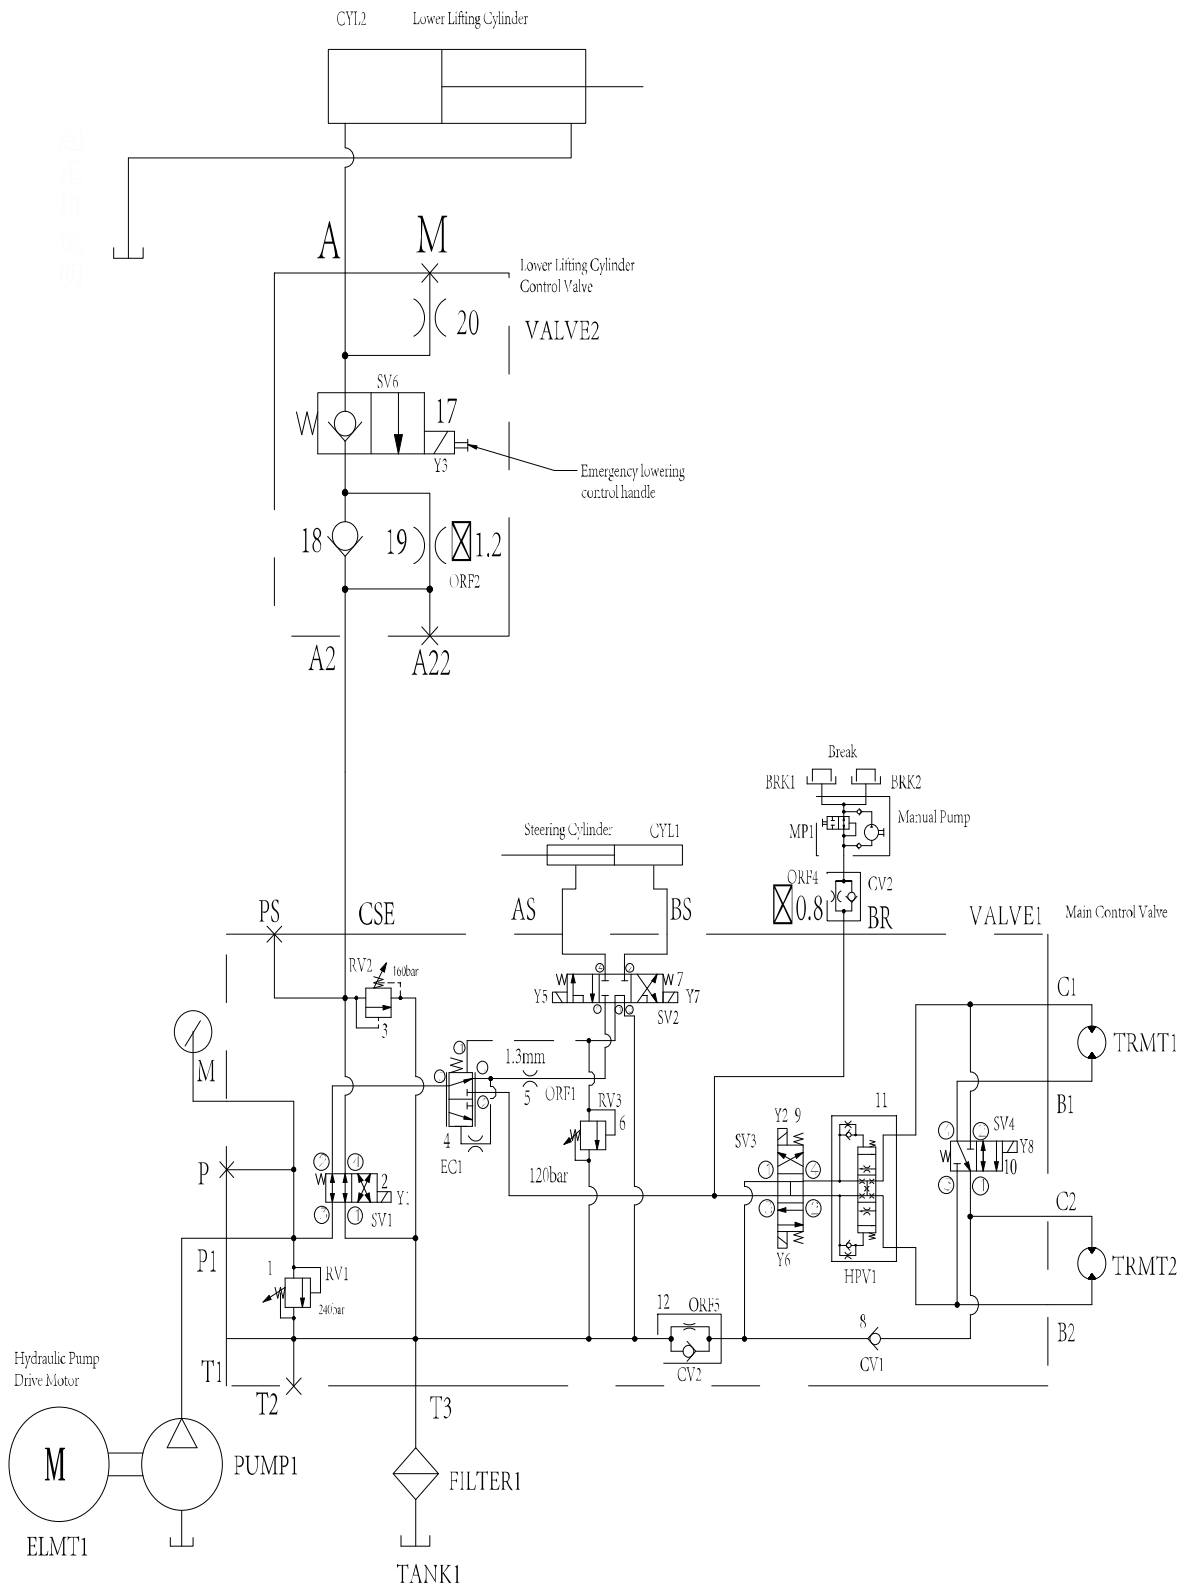 CYL2
Lower Lifting Cylinder
A
M
Lower Lifting Cylinder
Control Valve
20
VALVE2
SV6
17
Y3
Emergency lowering
control handle
18
19
1.2
ORF2
A2
A22
Break
BRK1
BRK2
Manual Pump
MP1
Steering Cylinder
CYL1
ORF4
CV2
0.8
BR
PS
CSE
AS
BS
VALVE1
Main Control Valve
RV2
160bar
3
Y5
7
Y7
SV2
C1
TRMT1
M
1.3mm
5
ORF1
RV3
6
B1
4
EC1
120bar
Y2
9
SV3
11
SV4
Y8
10
P
2
Y1
SV1
C2
P1
1
RV1
240bar
Y6
HPV1
TRMT2
12
ORF5
8
B2
CV2
CV1
T1
T2
T3
Hydraulic Pump
Drive Motor
M
PUMP1
FILTER1
ELMT1
TANK1